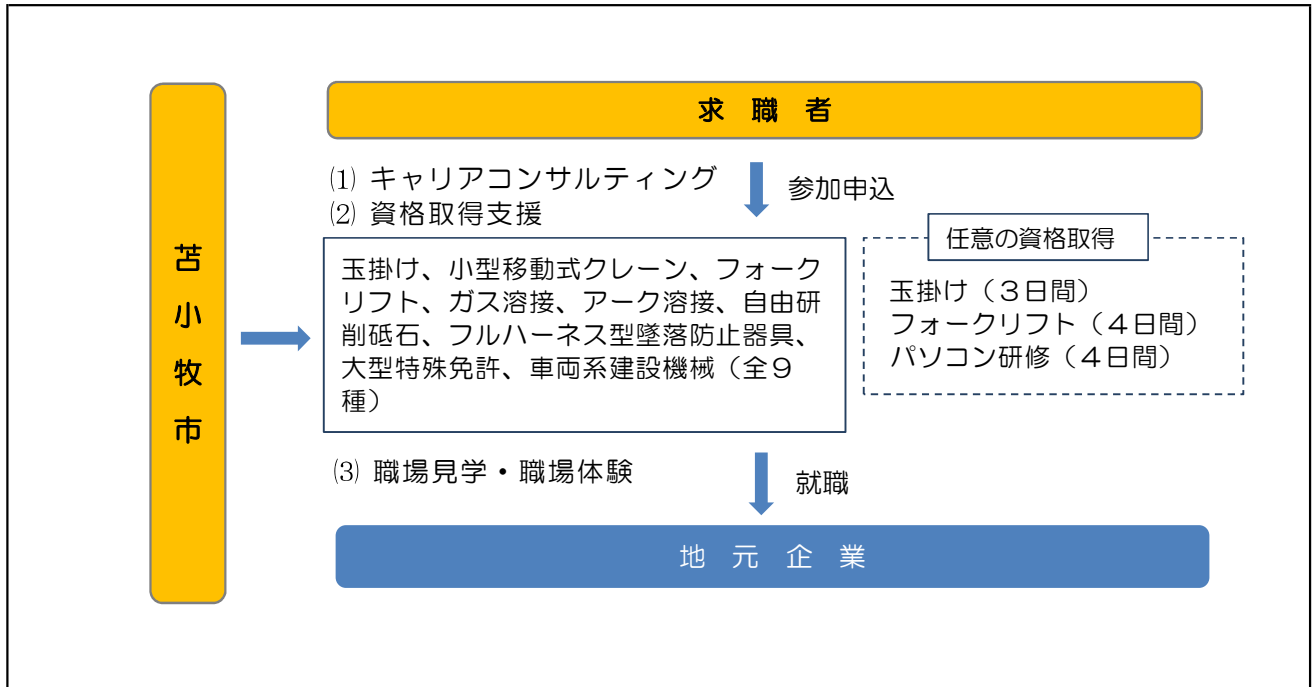 苫小牧市
求職者
⑴ キャリアコンサルティング
⑵ 資格取得支援
参加申込
玉掛け、小型移動式クレーン、フォーク
リフト、ガス溶接、アーク溶接、自由研
削砥石、フルハーネス型墜落防止器具、
大型特殊免許、車両系建設機械（全９
種）
任意の資格取得
玉掛け（３日間）
フォークリフト（４日間）
パソコン研修（４日間）
⑶ 職場見学・職場体験
就職
地元企業